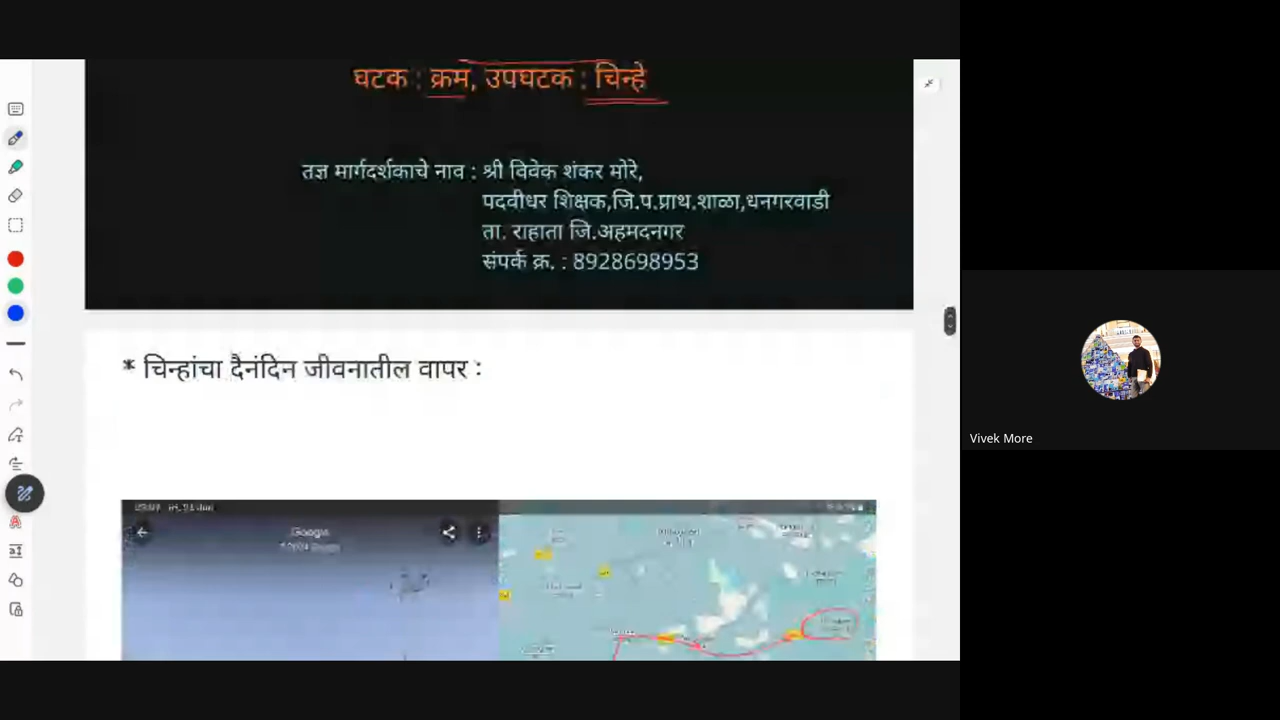 घटक : क्रम, उपघटक : चिन्हे
तज्ञ मार्गदर्शकाचे नाव : श्री विवेक शंकर मोरे,
पदवीधर शिक्षक,जि.प.प्राथ.शाळा,धनगरवाडी
ता. राहाता जि.अहमदनगर
संपर्क क्र. : 8928698953
* चिन्हांचा दैनंदिन जीवनातील वापर :
Google
Vivek More